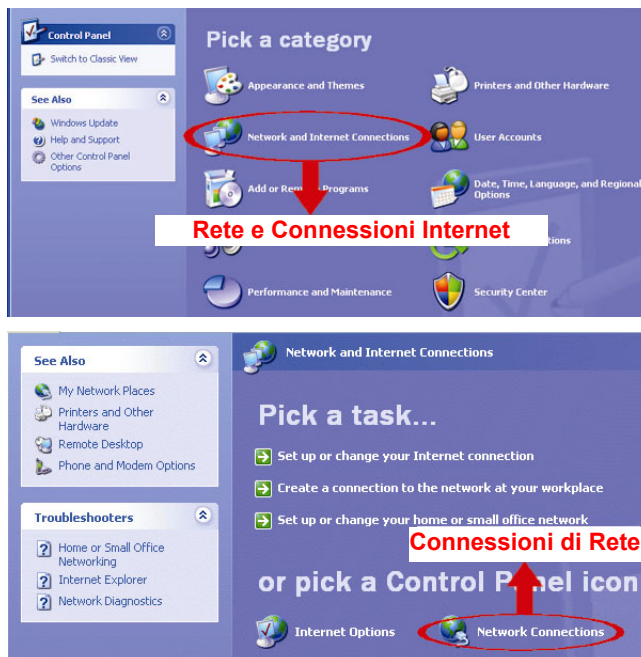 Control Panel
Switch to Classic View
See Also
Windows Update
Help and Support
Other Control Panel
Options
Pick a category
Appearance and Themes
Printers and Other Hardware
Network and Internet Connections
User Accounts
Add or Programs
Date, Time, Language, and Regional
Options
Rete e Connessioni Internet
Performance and Maintenance
Security Center
See Also
My Network Places
Printers and Other
Hardware
Remote Desktop
Phone and Modem Options
Troubleshooters
Home or Small Office
Networking
Internet Explorer
Network Diagnostics
Network and Internet Connections
Pick a task...
Set up or change your Internet connection
Create a connection to the network at your workplace
Set up or change your home or small office network
Connessioni di Rete
or pick a Control Panel icon
Internet Options
Network Connections